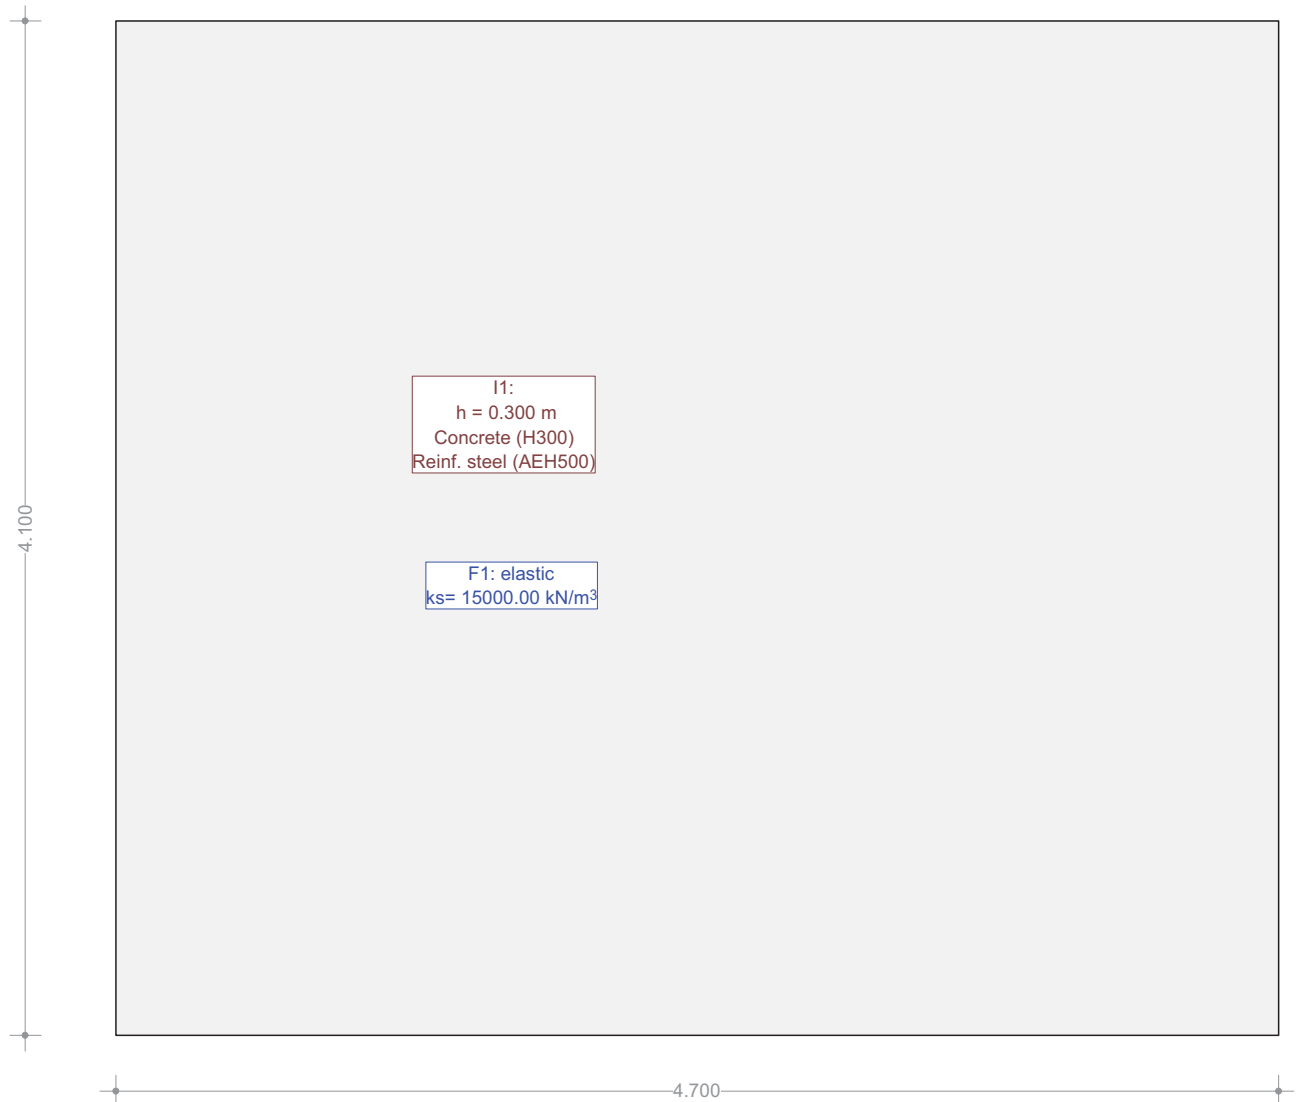 I1:
h = 0.300 m
Concrete (H300)
Reinf. steel (AEH500)
4.100
F1: elastic
ks= 15000.00 kN/m³
4.700